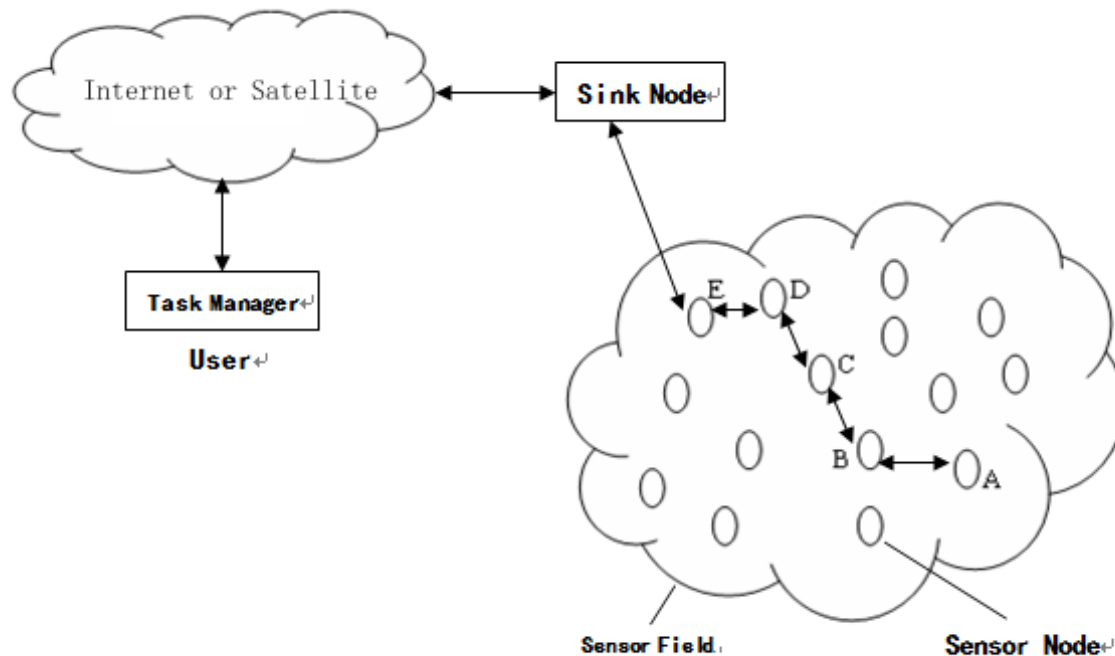 Internet or Satellite
Sink Node↵
Task Manager↵
User↵
E
D
C
B
A
Sensor Field.
Sensor Node↵